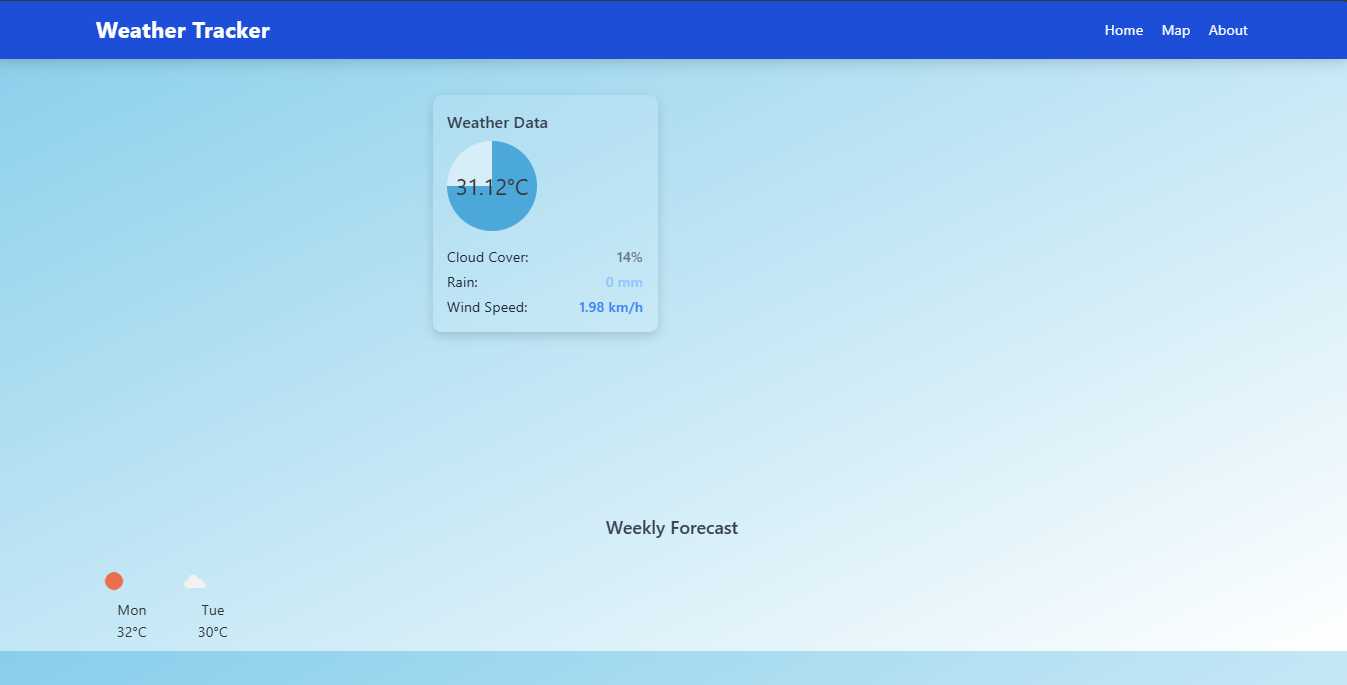 Weather Tracker
Home Map About
Weather Data
31.12°C
Cloud Cover: 14%
Rain: 0 mm
Wind Speed: 1.98 km/h
Weekly Forecast
Mon Tue
32°C 30°C